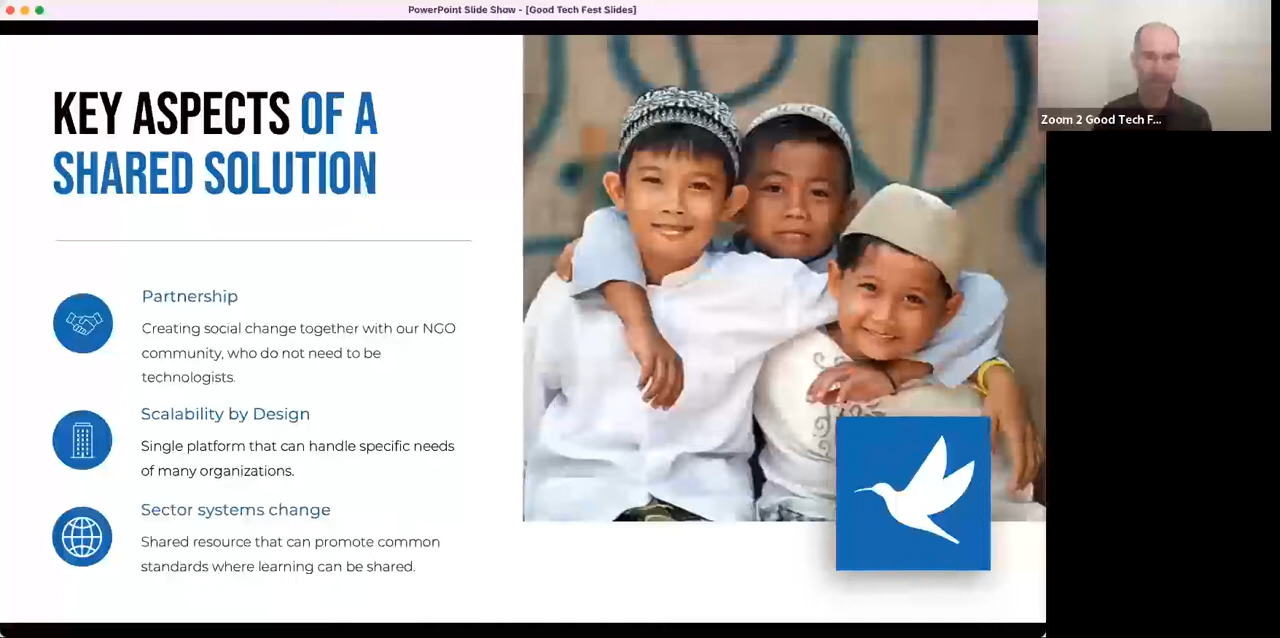 PowerPoint Slide Show - [Good Tech Fest Slides]
KEY ASPECTS OF A
SHARED SOLUTION
Partnership
Creating social change together with our NGO
community, who do not need to be
technologists.
Scalability by Design
Single platform that can handle specific needs
of many organizations.
Sector systems change
Shared resource that can promote common
standards where learning can be shared.
Zoom 2 Good Tech F...